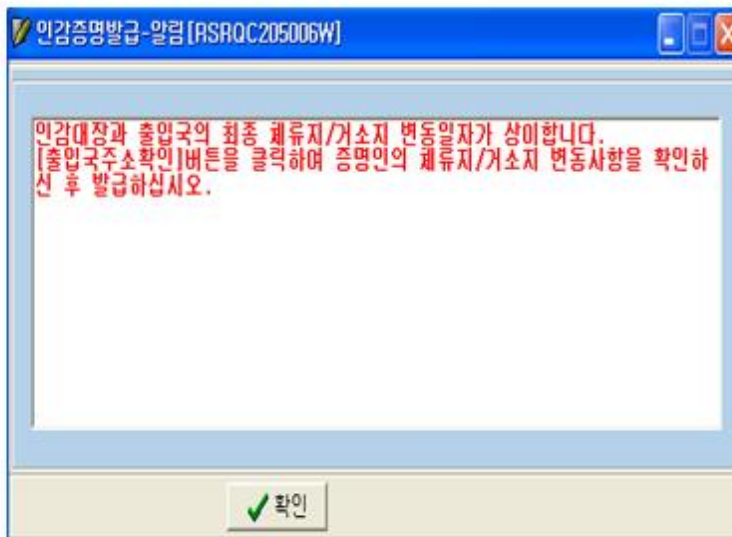 인감증명발급-알림[RSRQC205006W]
인감대장과 출입국의 최종 체류지/거소지 변동일자가 상이합니다.
[출입국주소확인]버튼을 클릭하여 증명인의 체류지/거소지 변동사항을 확인하
신 후 발급하십시오.
확인